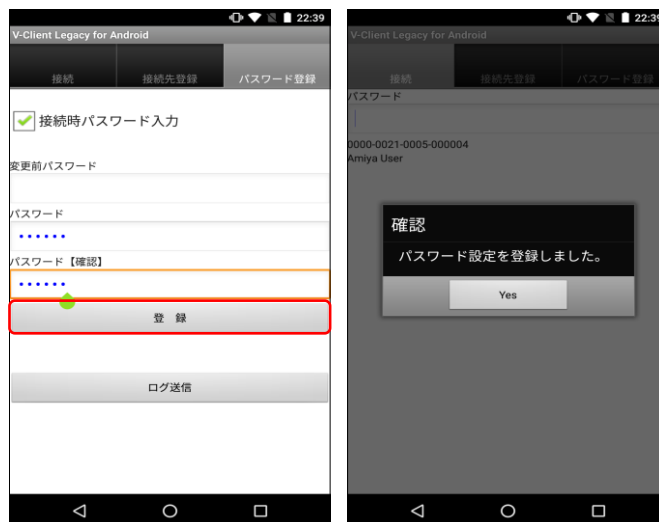 22:39
V-Client Legacy for Android
接続
接続先登録
パスワード登録
接続時パスワード入力
変更前パスワード
パスワード
••••••
パスワード【確認】
••••••
登 録
ログ送信
22:39
V-Client Legacy for Android
接続
接続先登録
パスワード登録
パスワード
0000-0021-0005-000004
Amiya User
確認
パスワード設定を登録しました。
Yes